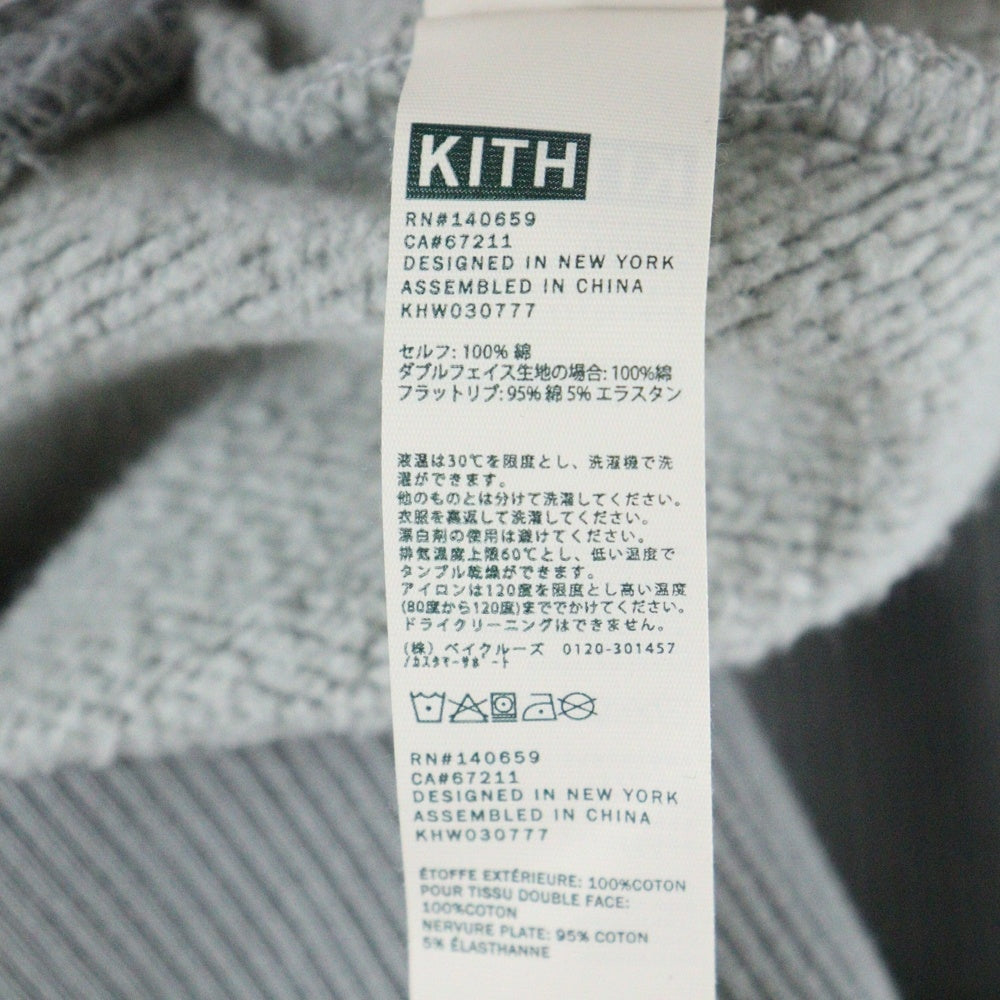 KITH
RN#140659
CA#67211
DESIGNED IN NEW YORK
ASSEMBLED IN CHINA
KHW030777
セルフ: 100% 綿
ダブルフェイス生地の場合: 100%綿
フラットリブ: 95% 綿 5% エラスタン
液温は30℃を限度とし、洗濯機で洗
濯ができます。
他のものとは分けて洗濯してください。
衣服を裏返して洗濯してください。
漂白剤の使用は避けてください。
排気温度上限60℃とし、低い温度で
タンブル乾燥ができます。
アイロンは120度を限度とし高い温度
(80度から120度)まででかけてください。
ドライクリーニングはできません。
(株) ベイクルーズ 0120-301457
/カスタマーサポート
RN#140659
CA#67211
DESIGNED IN NEW YORK
ASSEMBLED IN CHINA
KHW030777
ÉTOFFE EXTÉRIEURE: 100%COTON
POUR TISSU DOUBLE FACE:
100%COTON
NERVURE PLATE: 95% COTON
5% ÉLASTHANNE